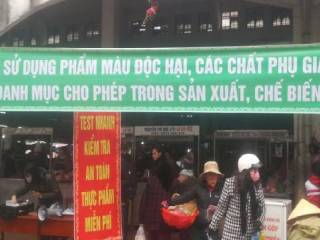 SỬ DỤNG PHẨM MÀU ĐỘC HẠI, CÁC CHẤT PHỤ GIA
DANH MỤC CHO PHÉP TRONG SẢN XUẤT, CHẾ BIẾN
TEST NHANH
KIỂM TRA
AN TOÀN
THỰC PHẨM
MIỄN PHÍ